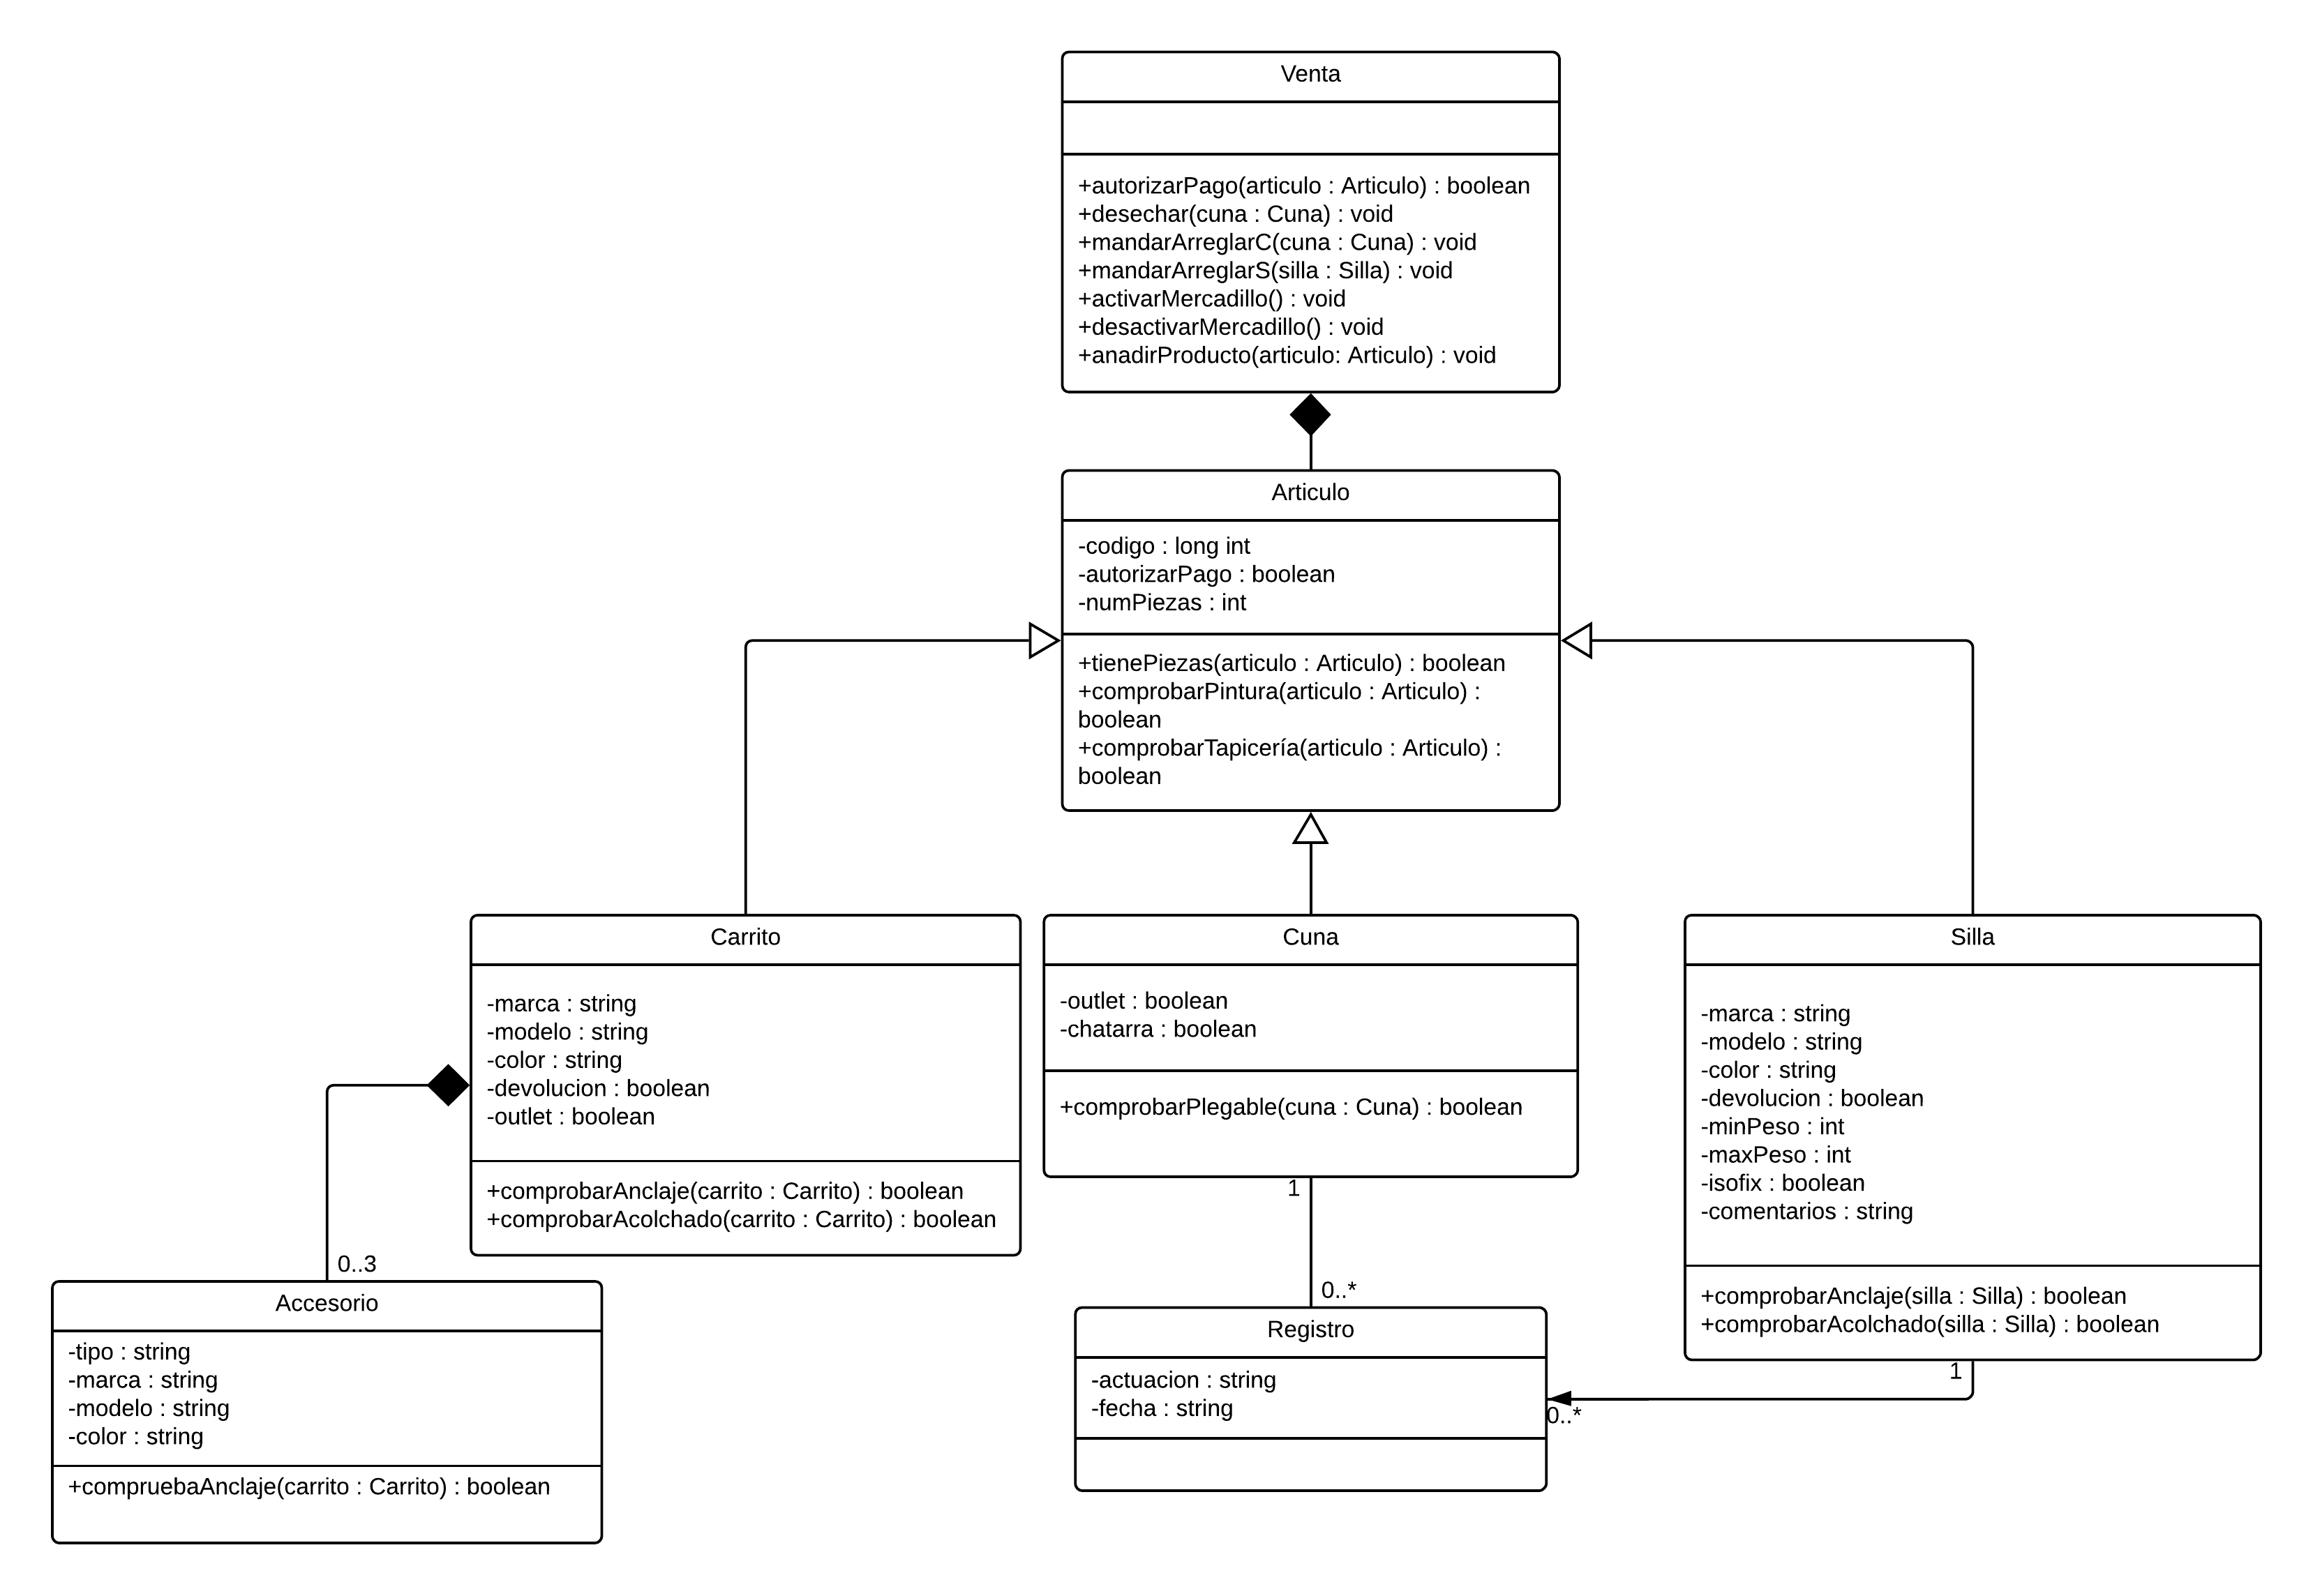 Venta
+autorizarPago(articulo : Articulo) : boolean
+desechar(cuna : Cuna) : void
+mandarArreglarC(cuna : Cuna) : void
+mandarArreglarS(silla : Silla) : void
+activarMercadillo() : void
+desactivarMercadillo() : void
+anadirProducto(articulo: Articulo) : void
Articulo
-codigo : long int
-autorizarPago : boolean
-numPiezas : int
+tienePiezas(articulo : Articulo) : boolean
+comprobarPintura(articulo : Articulo) :
boolean
+comprobarTapicería(articulo : Articulo) :
boolean
Carrito
-marca : string
-modelo : string
-color : string
-devolucion : boolean
-outlet : boolean
+comprobarAnclaje(carrito : Carrito) : boolean
+comprobarAcolchado(carrito : Carrito) : boolean
Cuna
-outlet : boolean
-chatarra : boolean
+comprobarPlegable(cuna : Cuna) : boolean
1
0..*
Silla
-marca : string
-modelo : string
-color : string
-devolucion : boolean
-minPeso : int
-maxPeso : int
-isofix : boolean
-comentarios : string
+comprobarAnclaje(silla : Silla) : boolean
+comprobarAcolchado(silla : Silla) : boolean
1
0..*
0..3
Accesorio
-tipo : string
-marca : string
-modelo : string
-color : string
+compruebaAnclaje(carrito : Carrito) : boolean
Registro
-actuacion : string
-fecha : string